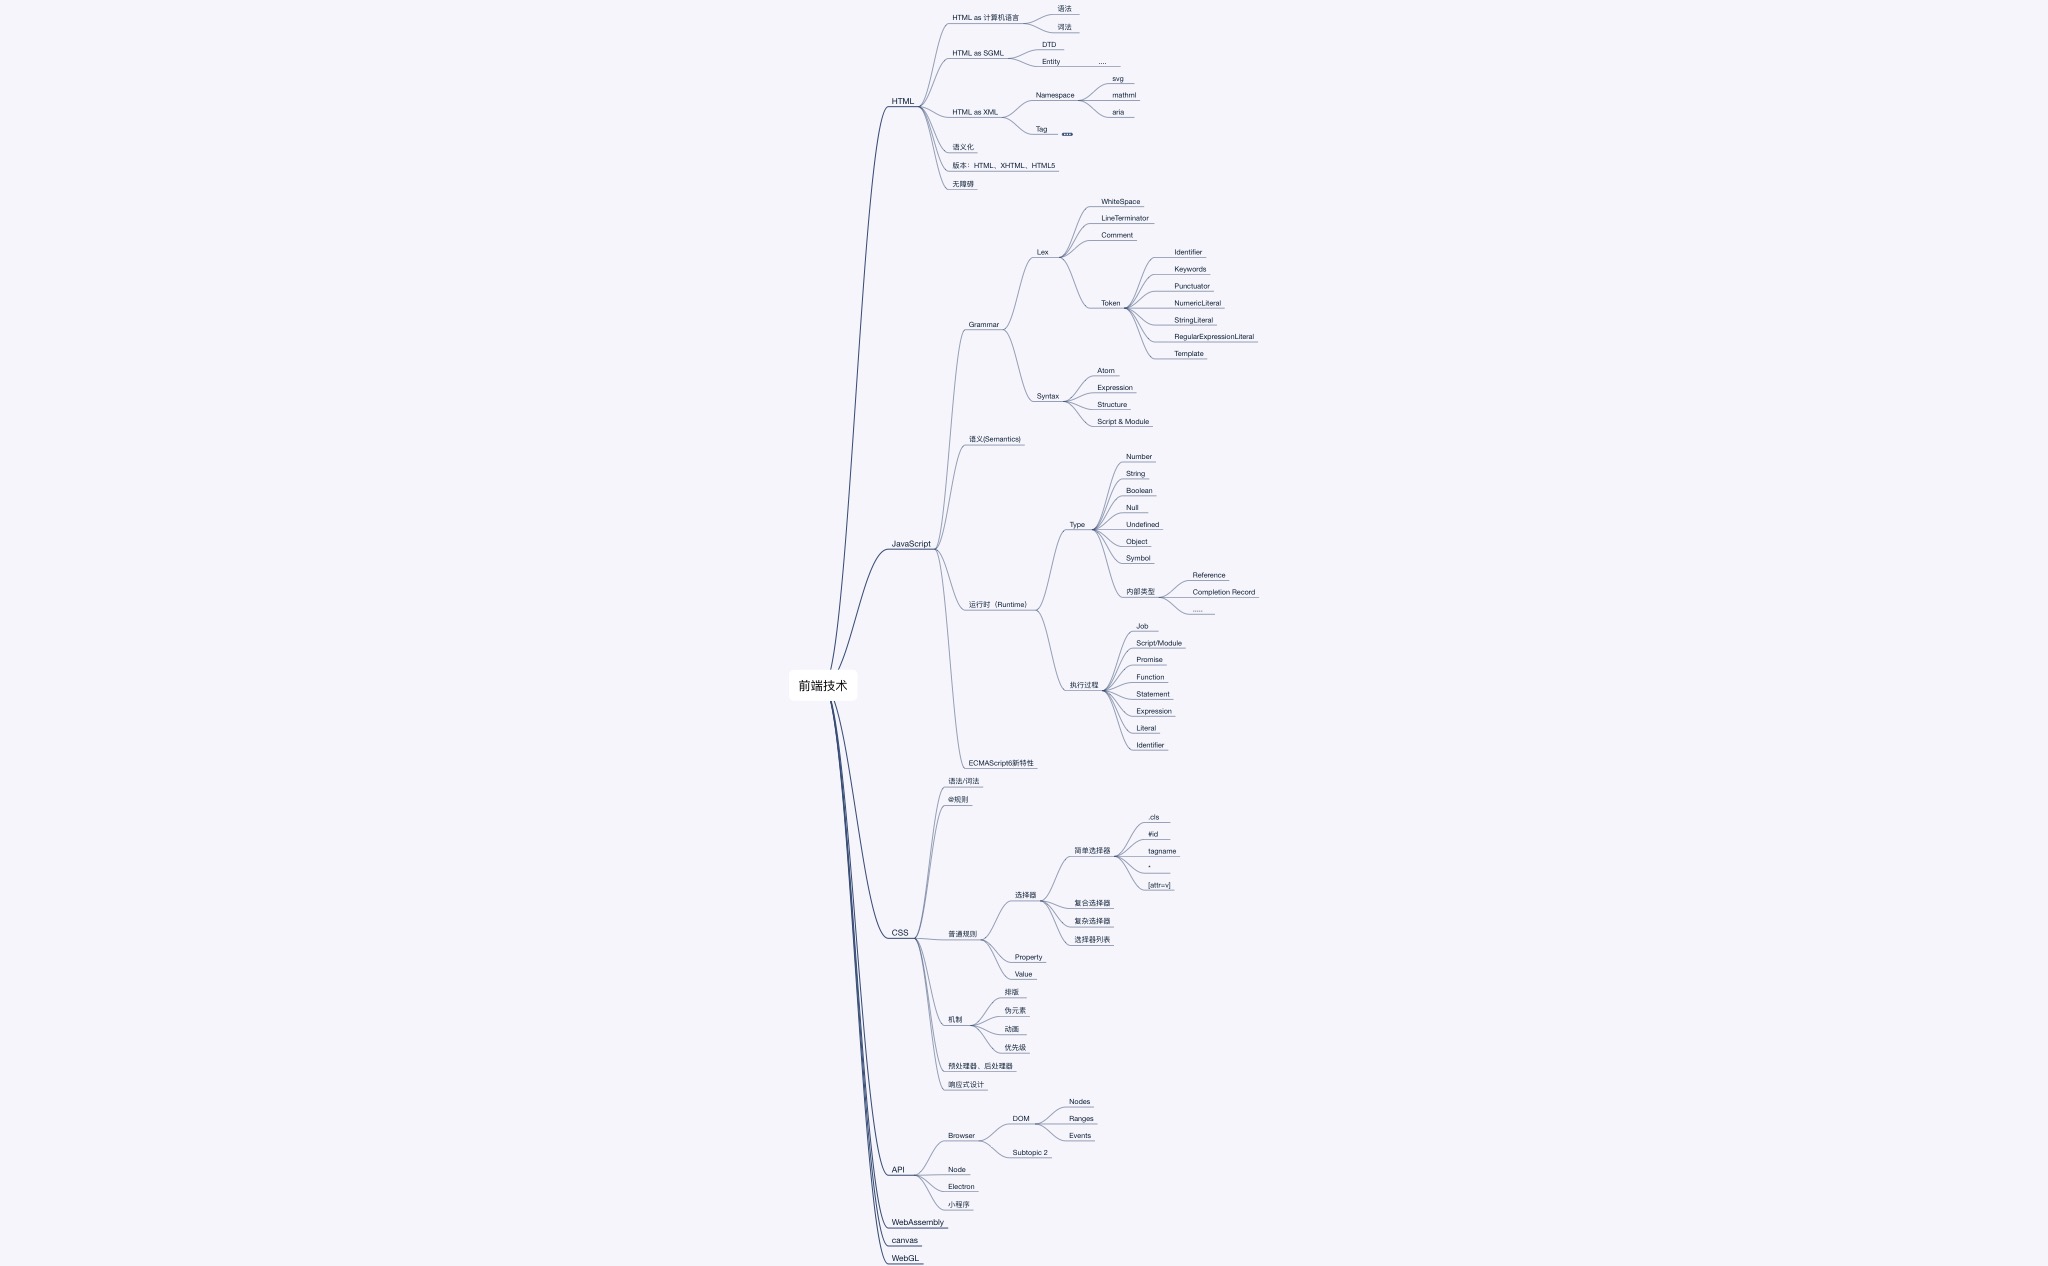 前端技术
HTML
HTML as 计算机语言
语法
词法
HTML as SGML
DTD
Entity
....
HTML as XML
Namespace
svg
mathml
aria
Tag
语义化
版本：HTML、XHTML、HTML5
无障碍
JavaScript
Grammar
Lex
WhiteSpace
LineTerminator
Comment
Token
Identifier
Keywords
Punctuator
NumericLiteral
StringLiteral
RegularExpressionLiteral
Template
Syntax
Atom
Expression
Structure
Script & Module
语义(Semantics)
运行时（Runtime）
Type
Number
String
Boolean
Null
Undefined
Object
Symbol
内部类型
Reference
Completion Record
.....
执行过程
Job
Script/Module
Promise
Function
Statement
Expression
Literal
Identifier
ECMAScript6新特性
CSS
语法/词法
@规则
普通规则
选择器
简单选择器
.cls
#id
tagname
*
[attr=v]
复合选择器
复杂选择器
选择器列表
Property
Value
机制
排版
伪元素
动画
优先级
预处理器、后处理器
响应式设计
API
Browser
DOM
Nodes
Ranges
Events
Subtopic 2
Node
Electron
小程序
WebAssembly
canvas
WebGL